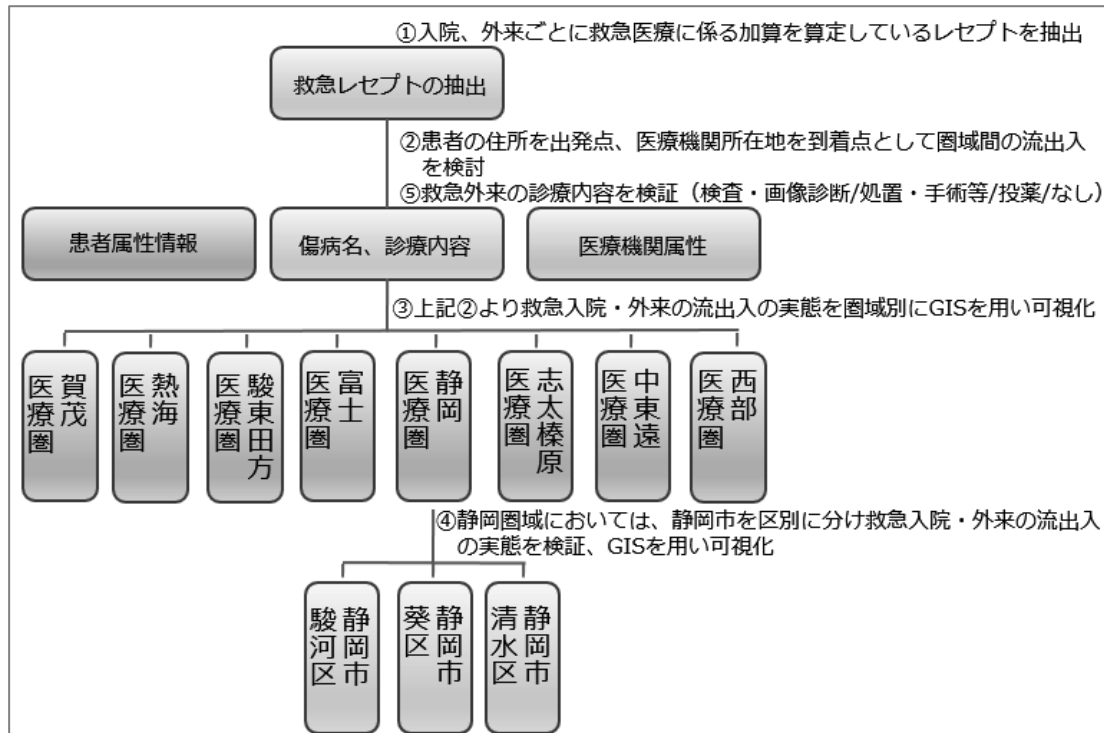 ①入院、外来ごとに救急医療に係る加算を算定しているレセプトを抽出
救急レセプトの抽出
②患者の住所を出発点、医療機関所在地を到着点として圏域間の流出入
を検討
⑤救急外来の診療内容を検証（検査・画像診断/処置・手術等/投薬/なし）
患者属性情報
傷病名、診療内容
医療機関属性
③上記②より救急入院・外来の流出入の実態を圏域別にGISを用い可視化
賀茂
医療圏
熱海
医療圏
駿東田方
医療圏
富士
医療圏
静岡
医療圏
志太榛原
医療圏
中東遠
医療圏
西部
医療圏
④静岡圏域においては、静岡市を区別に分け救急入院・外来の流出入
の実態を検証、GISを用い可視化
静岡市
駿河区
静岡市
葵区
静岡市
清水区